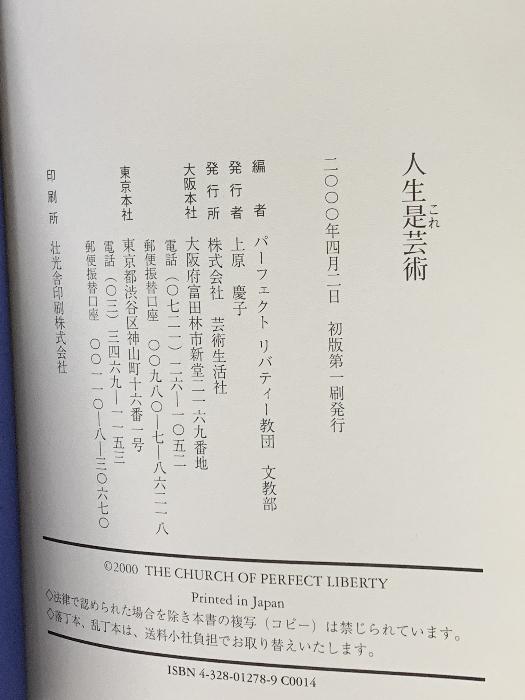 人生是芸術
これ
二〇〇〇年四月二日　初版第一刷発行
編者　パーフェクト リバティー教団　文教部
発行者　上原　慶子
発行所　株式会社　芸術生活社
大阪本社　大阪府富田林市新堂二一六九番地
電話（〇七二一）二六―一〇五二
郵便振替口座　〇〇九八〇―七―八六二一八
東京本社　東京都渋谷区神山町十六番一号
電話（〇三）三四六九―一一五三
郵便振替口座　〇〇一一〇―八―三〇六七〇
印刷所　壮光舎印刷株式会社
©2000 THE CHURCH OF PERFECT LIBERTY
Printed in Japan
◇法律で認められた場合を除き本書の複写（コピー）は禁じられています。
◇落丁本、乱丁本は、送料小社負担でお取り替えいたします。
ISBN 4-328-01278-9 C0014